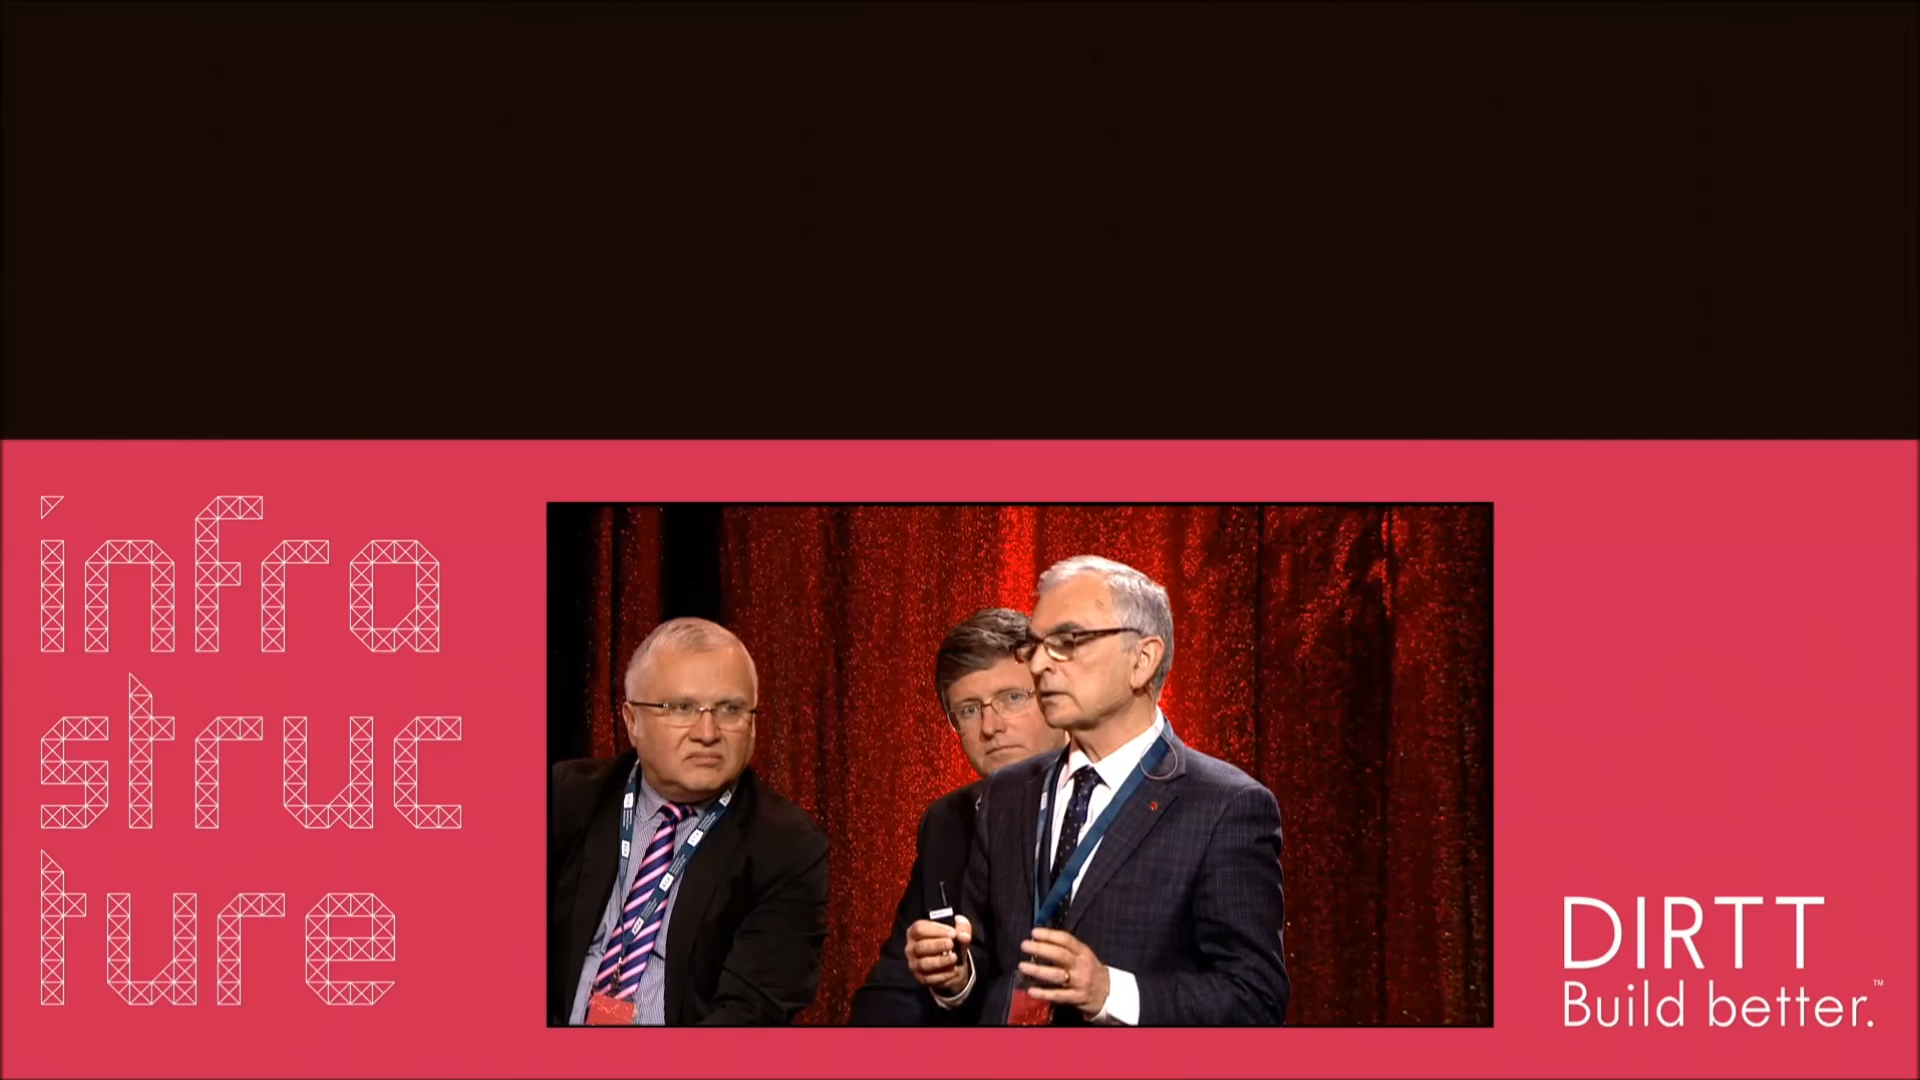 infra
struc
ture
DIRTT
Build better.™